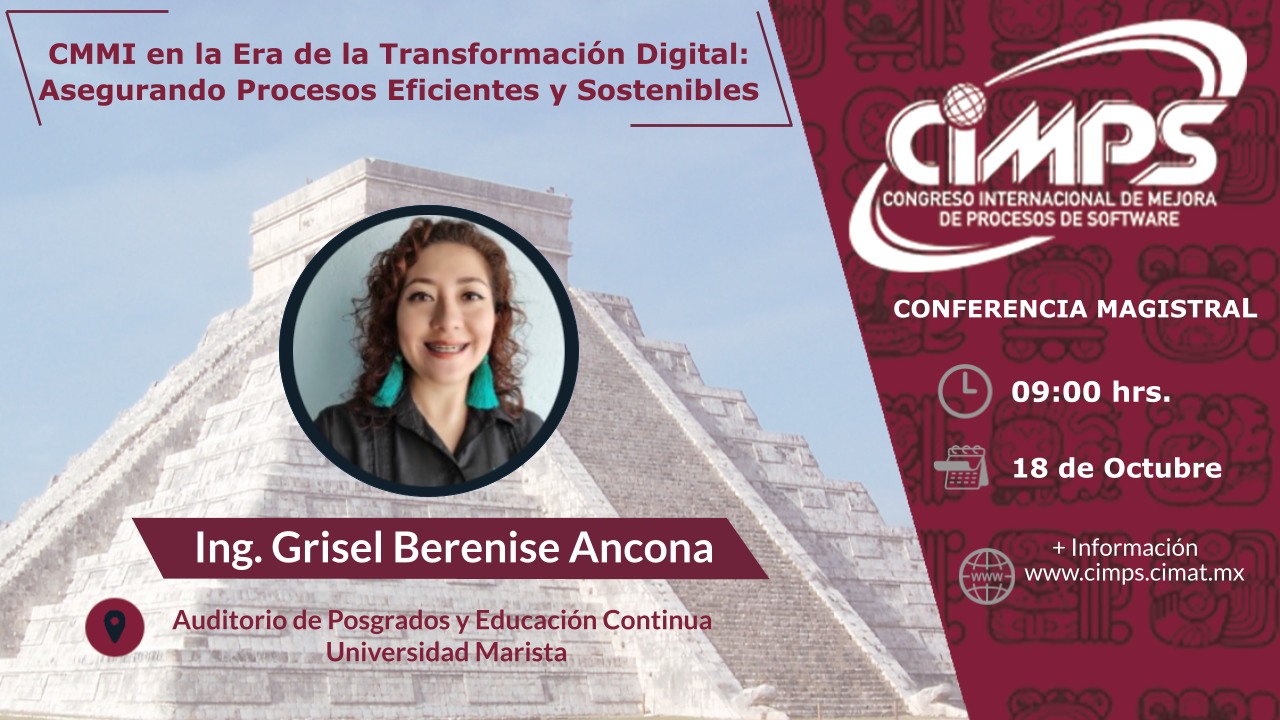 CMMI en la Era de la Transformación Digital:
Asegurando Procesos Eficientes y Sostenibles
CIMPS
CONGRESO INTERNACIONAL DE MEJORA
DE PROCESOS DE SOFTWARE
CONFERENCIA MAGISTRAL
09:00 hrs.
18 de Octubre
+ Información
www
www.cimps.cimat.mx
Ing. Grisel Berenise Ancona
Auditorio de Posgrados y Educación Continua
Universidad Marista